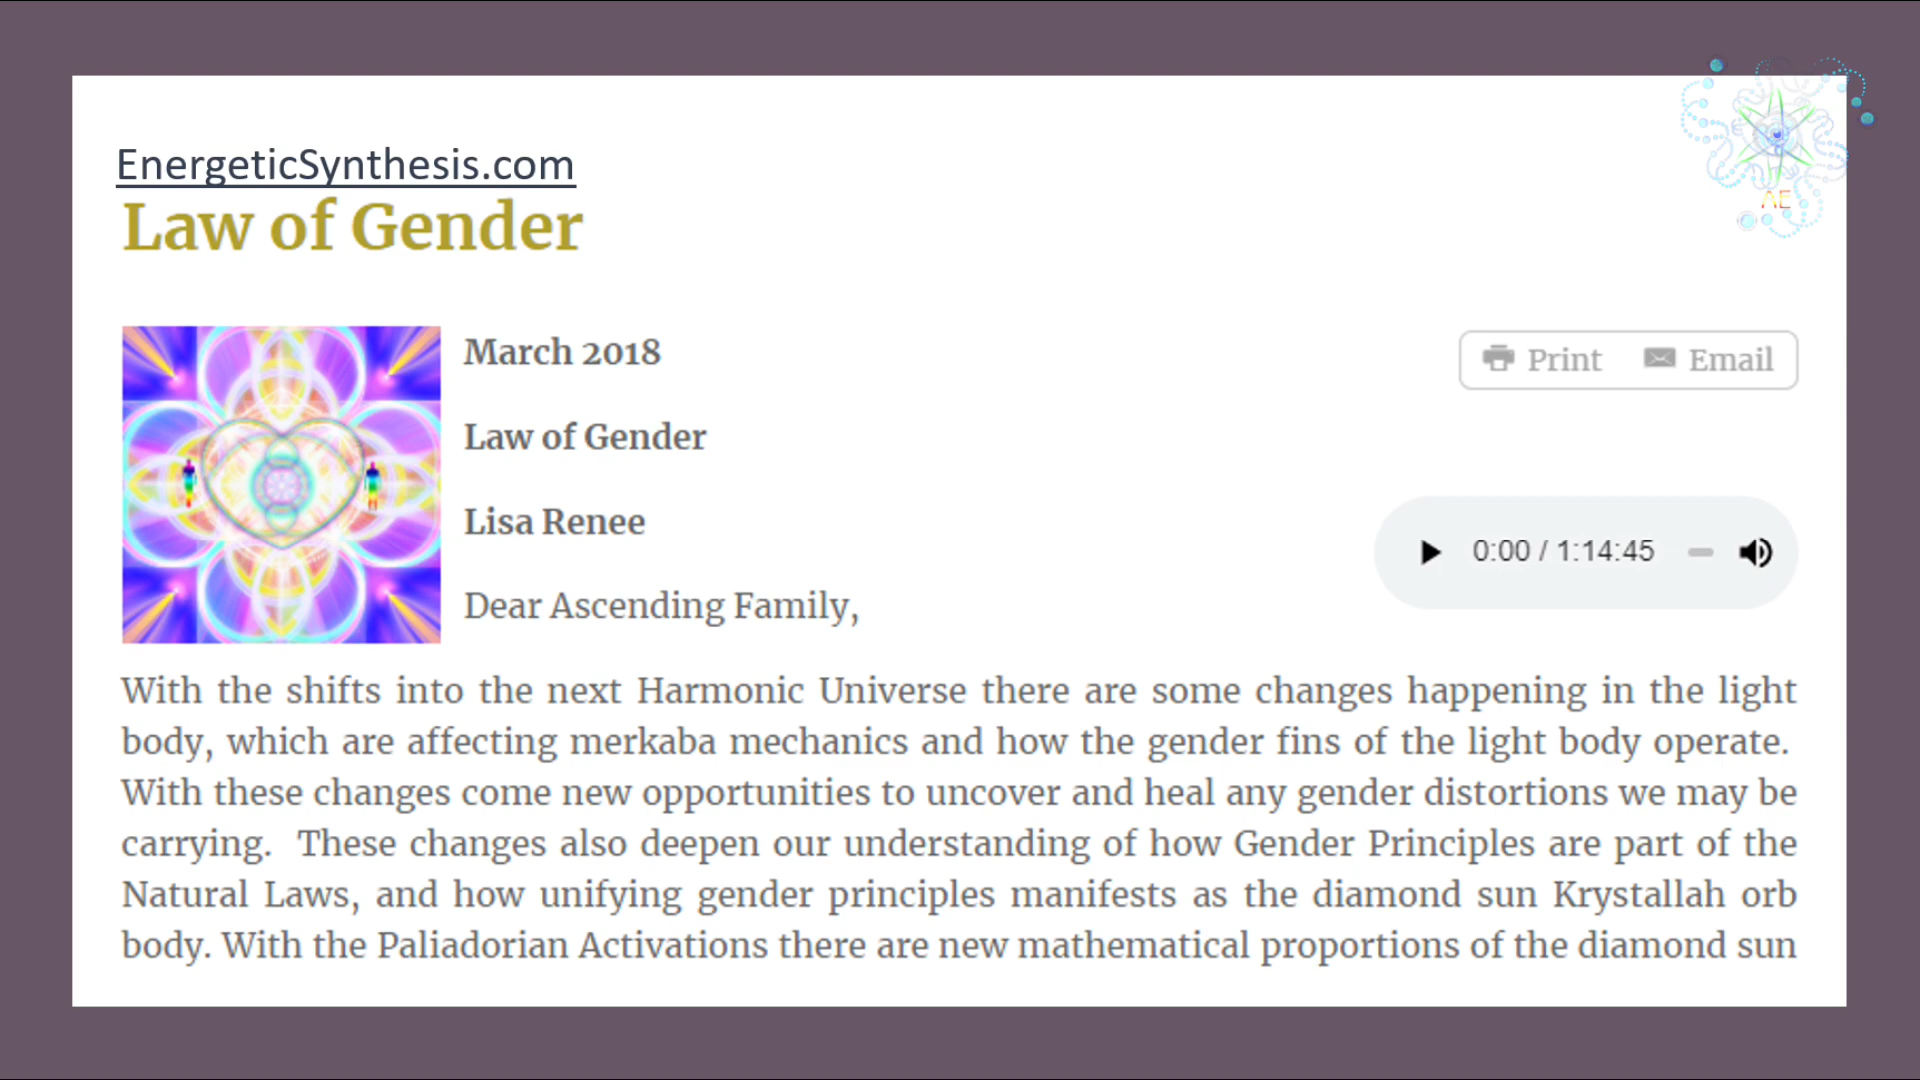 EnergeticSynthesis.com
Law of Gender
March 2018
Print Email
Law of Gender
Lisa Renee
0:00 / 1:14:45
Dear Ascending Family,
With the shifts into the next Harmonic Universe there are some changes happening in the light
body, which are affecting merkaba mechanics and how the gender fins of the light body operate.
With these changes come new opportunities to uncover and heal any gender distortions we may be
carrying.  These changes also deepen our understanding of how Gender Principles are part of the
Natural Laws, and how unifying gender principles manifests as the diamond sun Krystallah orb
body. With the Paliadorian Activations there are new mathematical proportions of the diamond sun
AE